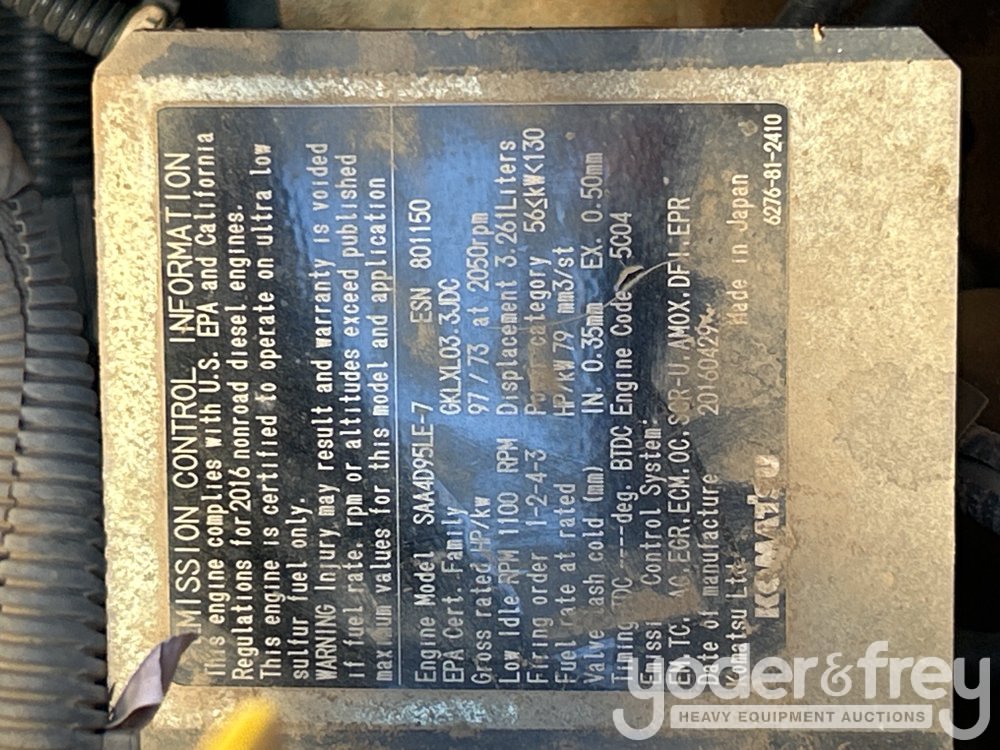 EMISSION CONTROL INFORMATION
This engine complies with U.S. EPA and California
Regulations for 2016 nonroad diesel engines.
This engine is certified to operate on ultra low
sulfur fuel only.
WARNING Injury may result and warranty is voided
if fuel rate. rpm or altitudes exceed published
maximum values for this model and application
Engine Model SAA4D95LE-7 ESN 801150
EPA Cert. Family GKLXL03.3JDC
Gross rated HP/kw 97/73 at 2050rpm
Low Idle RPM 1100 RPM Displacement 3.261Liters
Firing order 1-2-4-3 Power category 56≤kW<130
Fuel rate at rated HP/kW 79 mm3/st
Valve lash cold (mm) IN. 0.35mm EX. 0.50mm
Timing TDC ---deg. BTDC Engine Code 5C04
Emission Control System:
EM,TC, AC,EGR,ECM,OC,SCR-U,AMOX,DFI,EPR
Date of manufacture 20160429
Komatsu Ltd. Made in Japan
KOMATSU 6276-81-2410
yoder&frey
HEAVY EQUIPMENT AUCTIONS